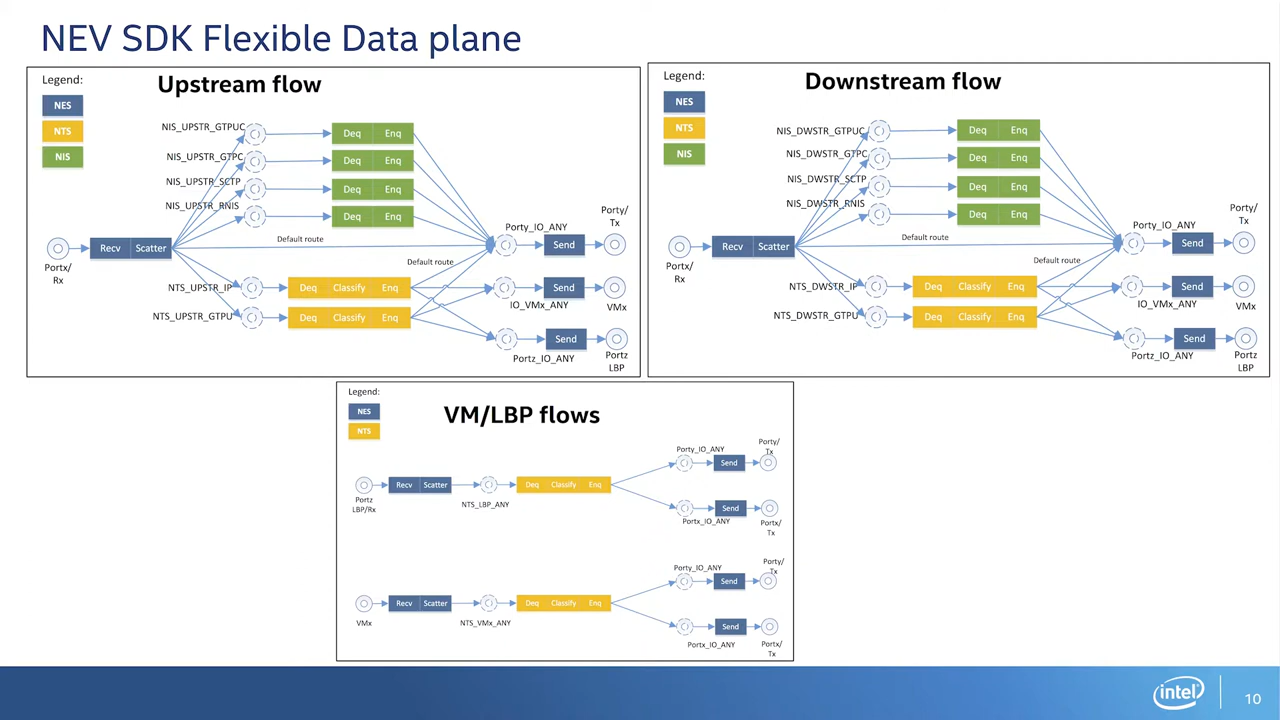 NEV SDK Flexible Data plane
Legend:
Upstream flow
NES
NTS
NIS
NIS_UPSTR_GTPUC
Deq Enq
NIS_UPSTR_GTPC
Deq Enq
NIS_UPSTR_SCTP
Deq Enq
NIS_UPSTR_RNIS
Deq Enq
Portx/
Rx
Recv Scatter
Default route
Default route
NTS_UPSTR_IP
Deq Classify Enq
NTS_UPSTR_GTPU
Deq Classify Enq
Porty_IO_ANY
Send
Porty/
Tx
IO_VMx_ANY
Send
VMx
Portz_IO_ANY
Send
Portz
LBP
Legend:
Downstream flow
NES
NTS
NIS
NIS_DWSTR_GTPUC
Deq Enq
NIS_DWSTR_GTPC
Deq Enq
NIS_DWSTR_SCTP
Deq Enq
NIS_DWSTR_RNIS
Deq Enq
Portx/
Rx
Recv Scatter
Default route
Default route
NTS_DWSTR_IP
Deq Classify Enq
NTS_DWSTR_GTPU
Deq Classify Enq
Porty_IO_ANY
Send
Porty/
Tx
IO_VMx_ANY
Send
VMx
Portz_IO_ANY
Send
Portz
LBP
Legend:
VM/LBP flows
NES
NTS
Portz
LBP/Rx
Recv Scatter
NTS_LBP_ANY
Deq Classify Enq
Porty_IO_ANY
Send
Porty/
Tx
Portx_IO_ANY
Send
Portx/
Tx
VMx
Recv Scatter
NTS_VMx_ANY
Deq Classify Enq
Porty_IO_ANY
Send
Porty/
Tx
Portx_IO_ANY
Send
Portx/
Tx
intel
10